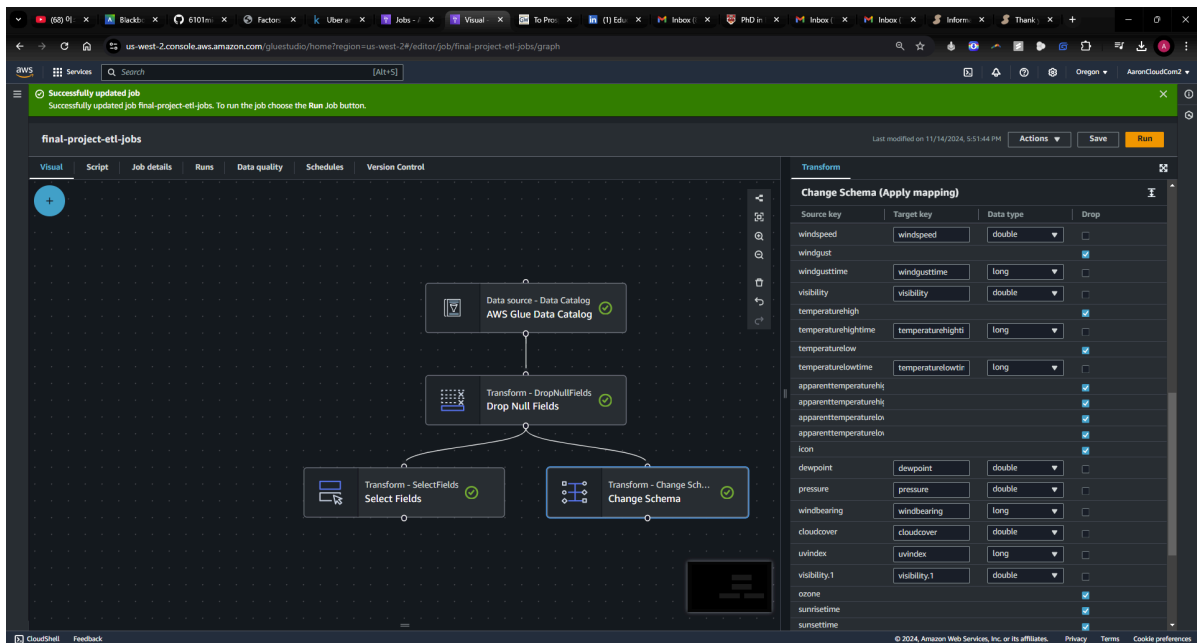 (68) 이
Blackb
6101mi
Factors
Uber ar
Jobs - A
Visual -
To Pros
(1) Edu
Inbox (
PhD in
Inbox (
Inbox (
Inform
Thank
us-west-2.console.aws.amazon.com/gluestudio/home?region=us-west-2#/editor/job/final-project-etl-jobs/graph
aws Services Search [Alt+S] Oregon AaronCloudCom2
Successfully updated job
Successfully updated job final-project-etl-jobs. To run the job choose the Run Job button.
final-project-etl-jobs Last modified on 11/14/2024, 5:51:44 PM Actions Save Run
Visual Script Job details Runs Data quality Schedules Version Control
Transform
Change Schema (Apply mapping)
Source key Target key Data type Drop
windspeed windspeed double
windgust
windgusttime windgusttime long
visibility visibility double
temperaturehigh
temperaturehightime temperaturehighti long
temperaturelow
temperaturelowtime temperaturelowtir long
apparenttemperaturehig
apparenttemperaturehig
apparenttemperaturelov
apparenttemperaturelov
icon
dewpoint dewpoint double
pressure pressure double
windbearing windbearing long
cloudcover cloudcover double
uvindex uvindex long
visibility.1 visibility.1 double
ozone
sunrisetime
sunsettime
Data source - Data Catalog
AWS Glue Data Catalog
Transform - DropNullFields
Drop Null Fields
Transform - SelectFields
Select Fields
Transform - Change Sch...
Change Schema
CloudShell Feedback © 2024, Amazon Web Services, Inc. or its affiliates. Privacy Terms Cookie preferences